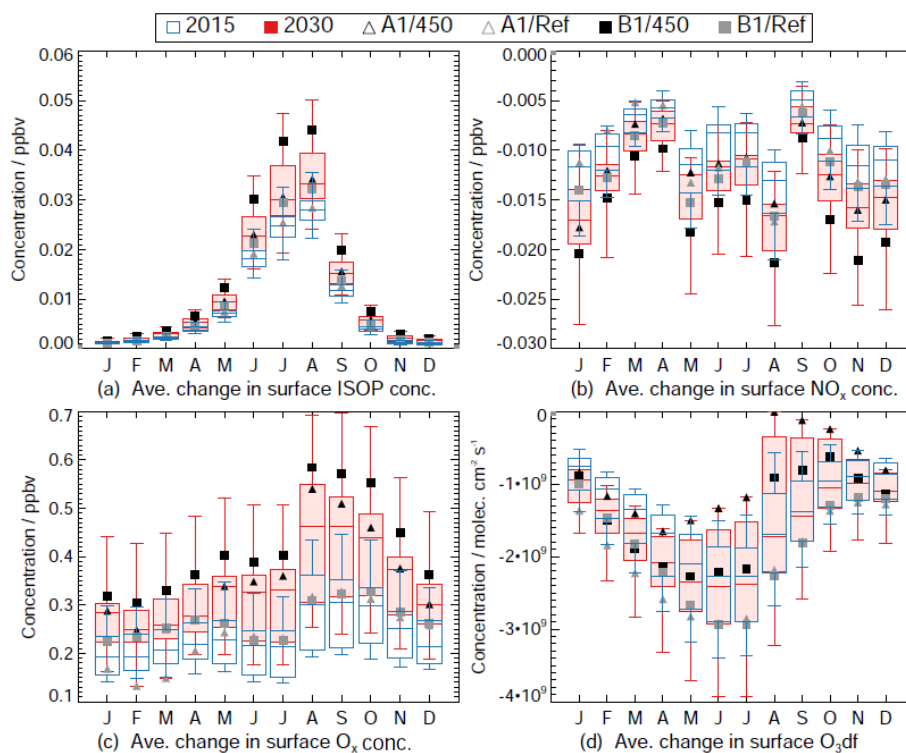 2015 2030 A1/450 A1/Ref B1/450 B1/Ref
Concentration / ppbv
0.06
0.05
0.04
0.03
0.02
0.01
0.00
J F M A M J J A S O N D
(a) Ave. change in surface ISOP conc.
Concentration / ppbv
-0.000
-0.005
-0.010
-0.015
-0.020
-0.025
-0.030
J F M A M J J A S O N D
(b) Ave. change in surface NOₓ conc.
Concentration / ppbv
0.7
0.6
0.5
0.4
0.3
0.2
0.1
J F M A M J J A S O N D
(c) Ave. change in surface Oₓ conc.
Concentration / molec. cm⁻² s⁻¹
0
-1•10⁹
-2•10⁹
-3•10⁹
-4•10⁹
J F M A M J J A S O N D
(d) Ave. change in surface O₃df